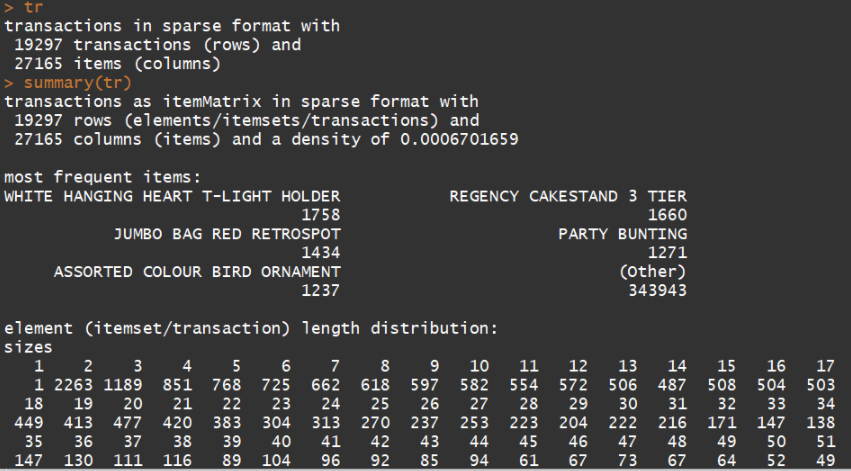 > tr
transactions in sparse format with
 19297 transactions (rows) and
 27165 items (columns)
> summary(tr)
transactions as itemMatrix in sparse format with
 19297 rows (elements/itemsets/transactions) and
 27165 columns (items) and a density of 0.0006701659
most frequent items:
WHITE HANGING HEART T-LIGHT HOLDER           REGENCY CAKESTAND 3 TIER
                              1758                               1660
           JUMBO BAG RED RETROSPOT                      PARTY BUNTING
                              1434                               1271
     ASSORTED COLOUR BIRD ORNAMENT                            (Other)
                              1237                             343943
element (itemset/transaction) length distribution:
sizes
   1    2    3    4    5    6    7    8    9   10   11   12   13   14   15   16   17
   1 2263 1189  851  768  725  662  618  597  582  554  572  506  487  508  504  503
  18   19   20   21   22   23   24   25   26   27   28   29   30   31   32   33   34
 449  413  477  420  383  304  313  270  237  253  223  204  222  216  171  147  138
  35   36   37   38   39   40   41   42   43   44   45   46   47   48   49   50   51
 147  130  111  116   89  104   96   92   85   94   61   67   73   67   64   52   49